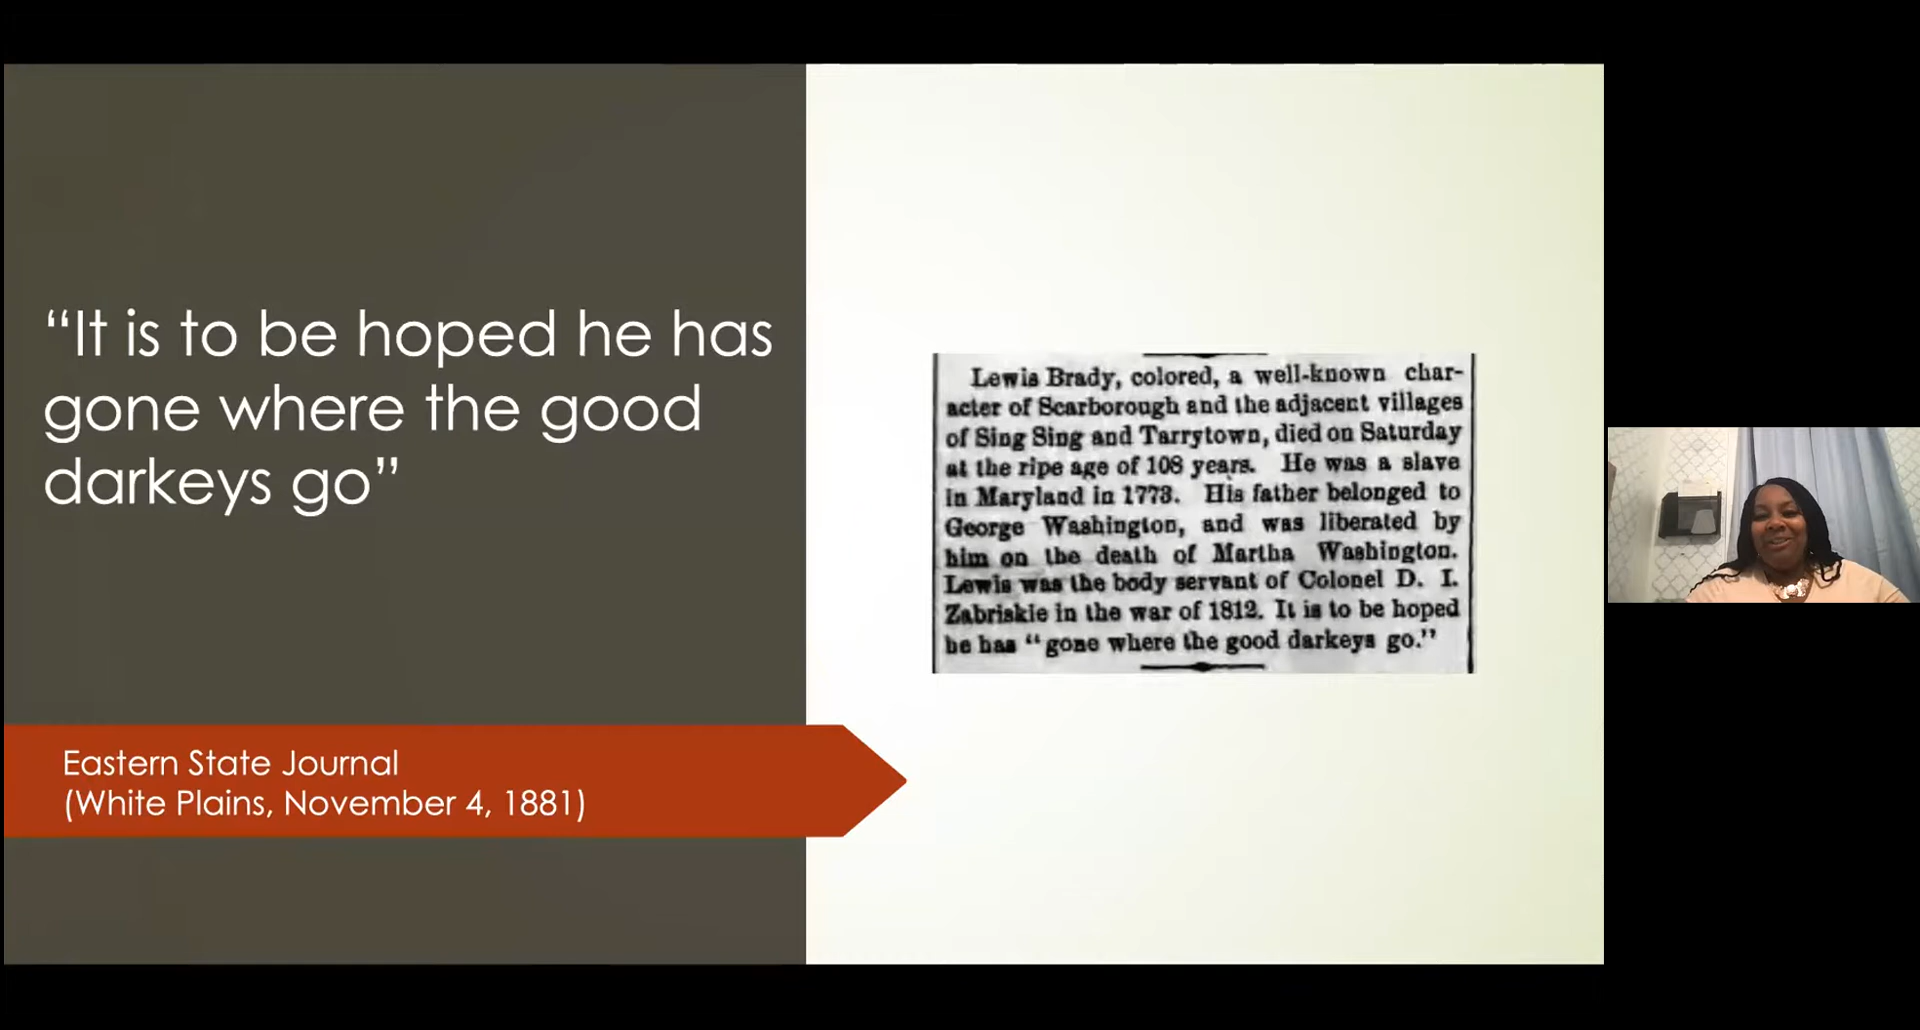 “It is to be hoped he has
gone where the good
darkeys go”
Eastern State Journal
(White Plains, November 4, 1881)
Lewis Brady, colored, a well-known char-
acter of Scarborough and the adjacent villages
of Sing Sing and Tarrytown, died on Saturday
at the ripe age of 108 years. He was a slave
in Maryland in 1773. His father belonged to
George Washington, and was liberated by
him on the death of Martha Washington.
Lewis was the body servant of Colonel D. I.
Zabriskie in the war of 1812. It is to be hoped
he has “gone where the good darkeys go.”